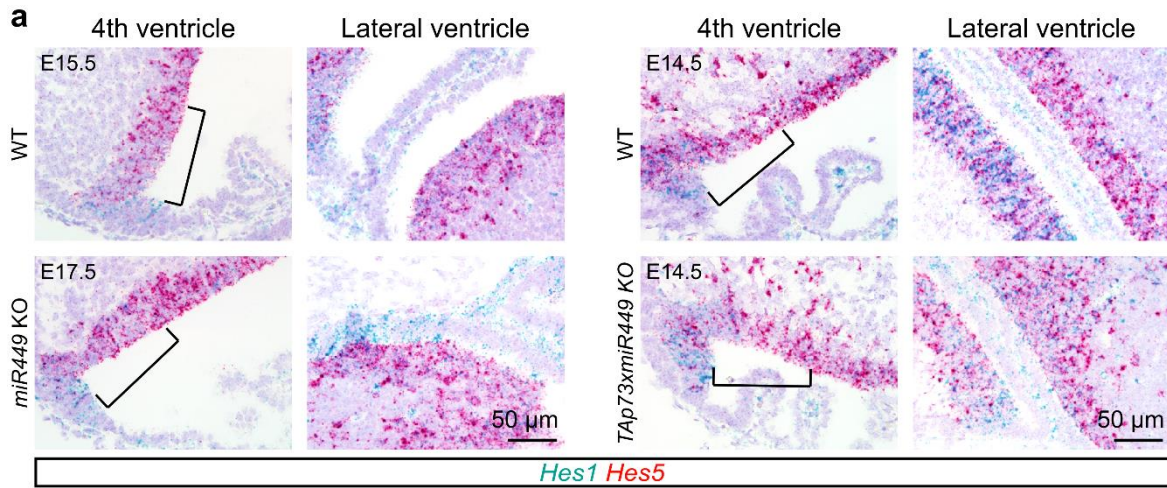 a
4th ventricle Lateral ventricle 4th ventricle Lateral ventricle
WT E15.5 WT E14.5
miR449 KO E17.5 50 µm TAp73xmiR449 KO E14.5 50 µm
Hes1 Hes5